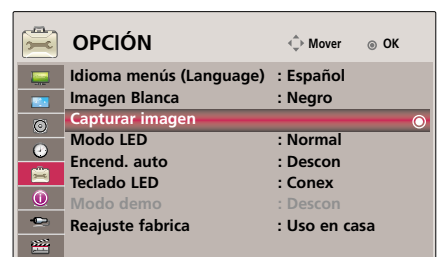 OPCIÓN Mover OK
Idioma menús (Language) : Español
Imagen Blanca : Negro
Capturar imagen
Modo LED : Normal
Encend. auto : Descon
Teclado LED : Conex
Modo demo : Descon
Reajuste fabrica : Uso en casa